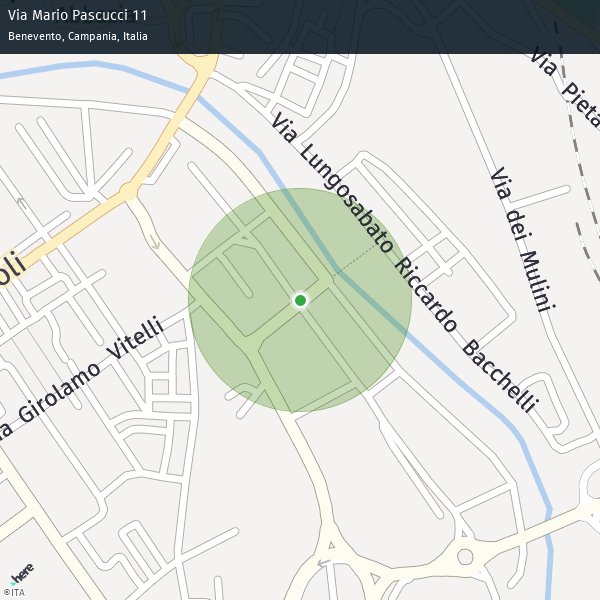 Via Mario Pascucci 11
Benevento, Campania, Italia
Via Pieta
Via Lungosabato Riccardo Bacchelli
Via dei Mulini
oli
Girolamo Vitelli
here
©ITA